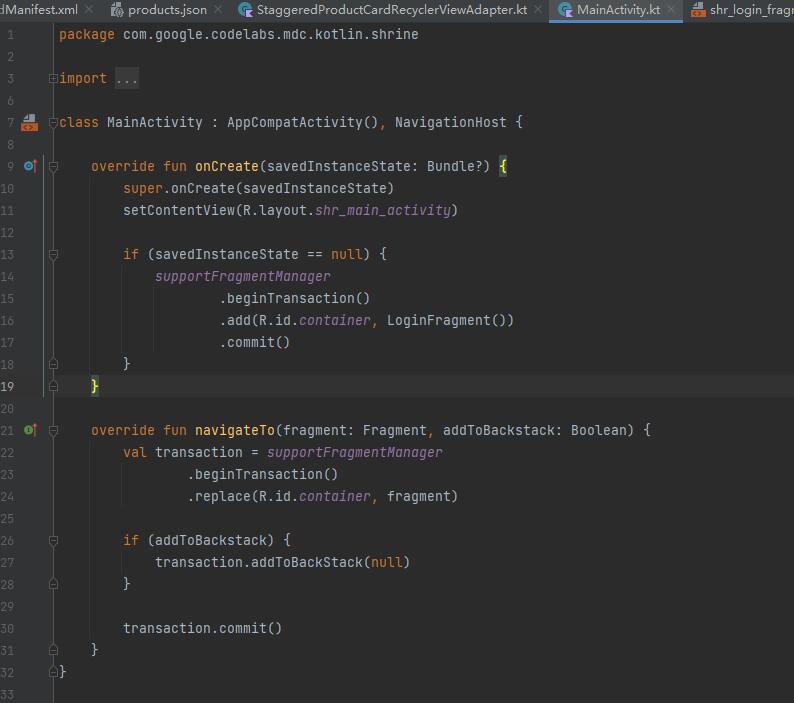 dManifest.xml products.json StaggeredProductCardRecyclerViewAdapter.kt MainActivity.kt shr_login_fragr
1 package com.google.codelabs.mdc.kotlin.shrine
2
3 import ...
6
7 class MainActivity : AppCompatActivity(), NavigationHost {
8
9 override fun onCreate(savedInstanceState: Bundle?) {
10 super.onCreate(savedInstanceState)
11 setContentView(R.layout.shr_main_activity)
12
13 if (savedInstanceState == null) {
14 supportFragmentManager
15 .beginTransaction()
16 .add(R.id.container, LoginFragment())
17 .commit()
18 }
19 }
20
21 override fun navigateTo(fragment: Fragment, addToBackstack: Boolean) {
22 val transaction = supportFragmentManager
23 .beginTransaction()
24 .replace(R.id.container, fragment)
25
26 if (addToBackstack) {
27 transaction.addToBackStack(null)
28 }
29
30 transaction.commit()
31 }
32 }
33